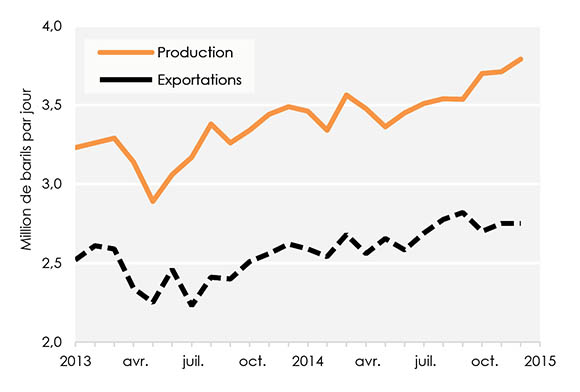 4,0
Production
Exportations
3,5
Million de barils par jour
3,0
2,5
2,0
2013 avr. juil. oct. 2014 avr. juil. oct. 2015